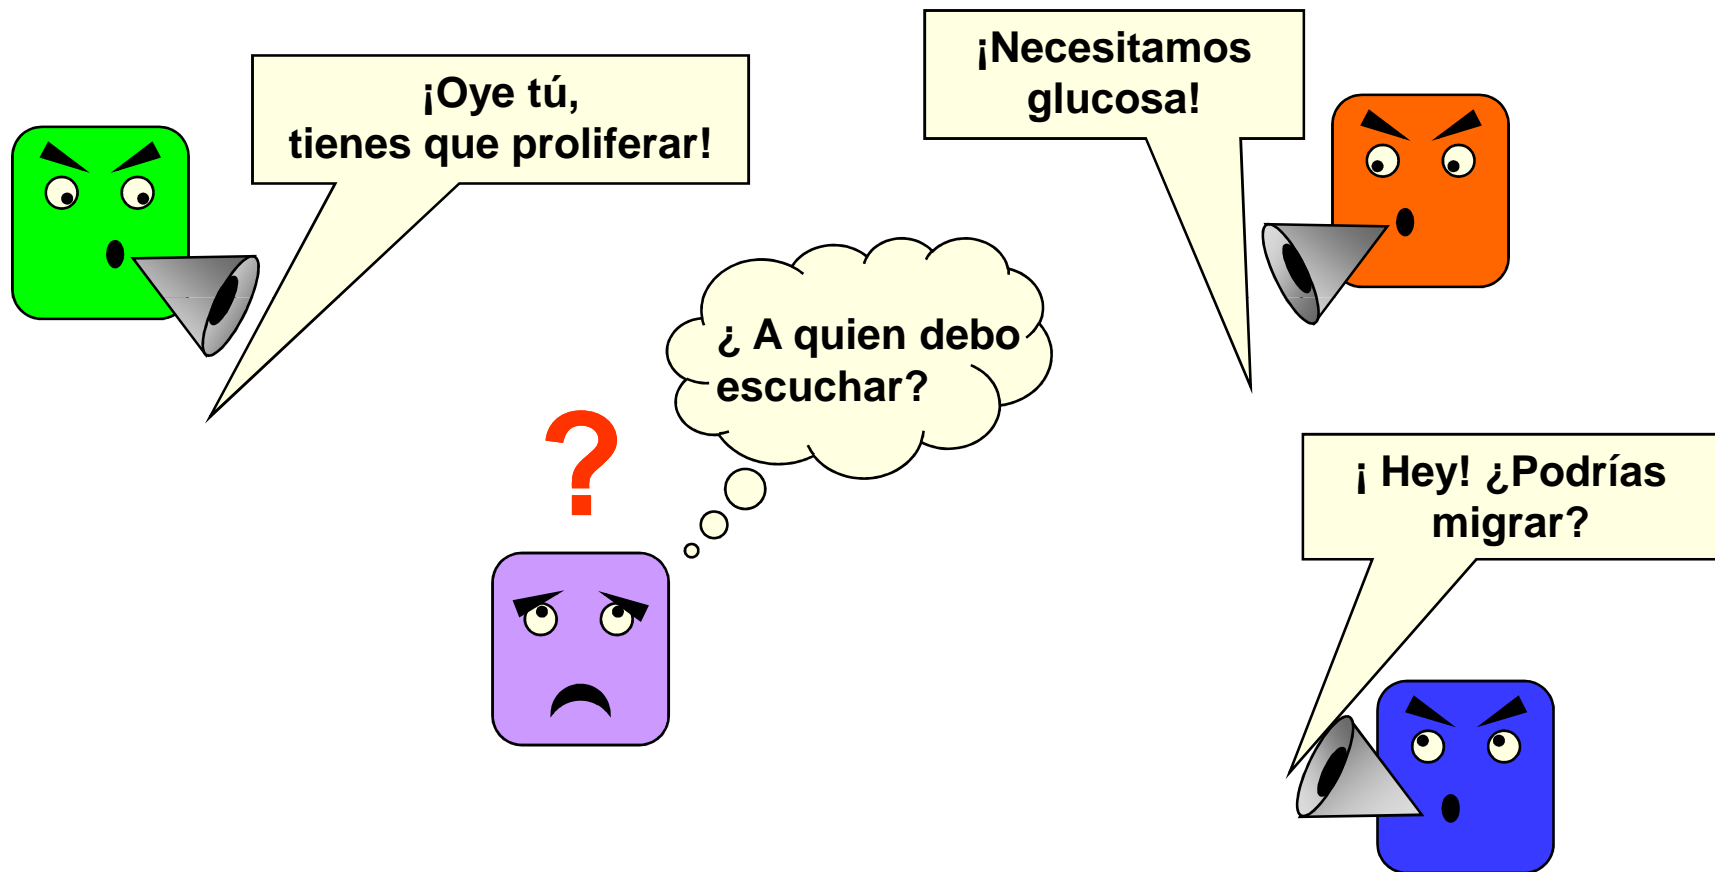 ¡Oye tú,
tienes que proliferar!
¡Necesitamos
glucosa!
¿ A quien debo
escuchar?
?
¡ Hey! ¿Podrías
migrar?